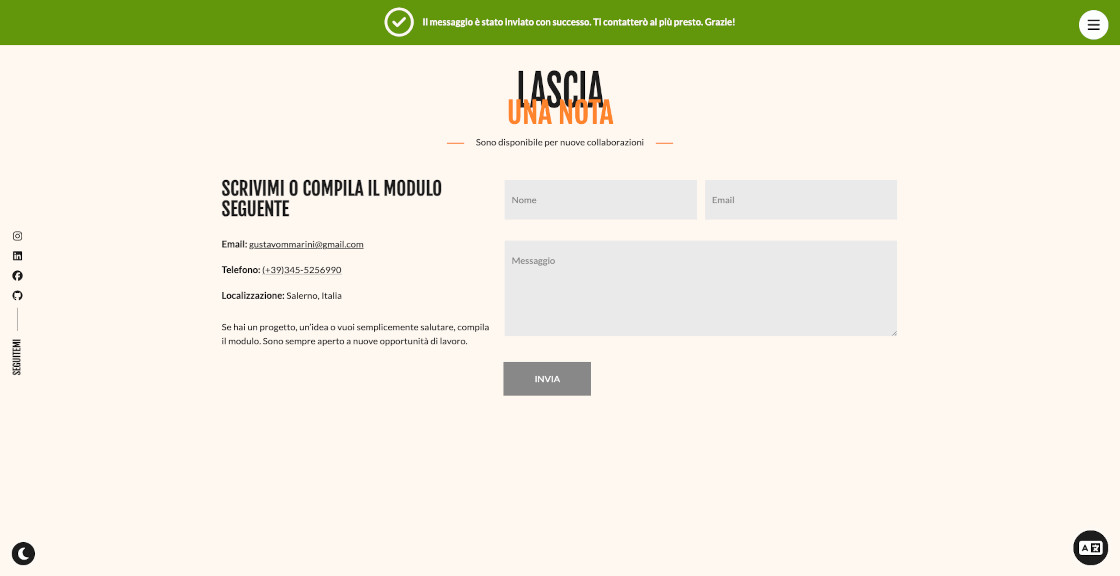 Il messaggio è stato inviato con successo. Ti contatterò al più presto. Grazie!
LASCIA
UNA NOTA
Sono disponibile per nuove collaborazioni
SCRIVIMI O COMPILA IL MODULO
SEGUENTE
Email: gustavommarini@gmail.com
Telefono: (+39)345-5256990
Localizzazione: Salerno, Italia
Se hai un progetto, un'idea o vuoi semplicemente salutare, compila
il modulo. Sono sempre aperto a nuove opportunità di lavoro.
Nome
Email
Messaggio
INVIA
SEGUITEMI
A